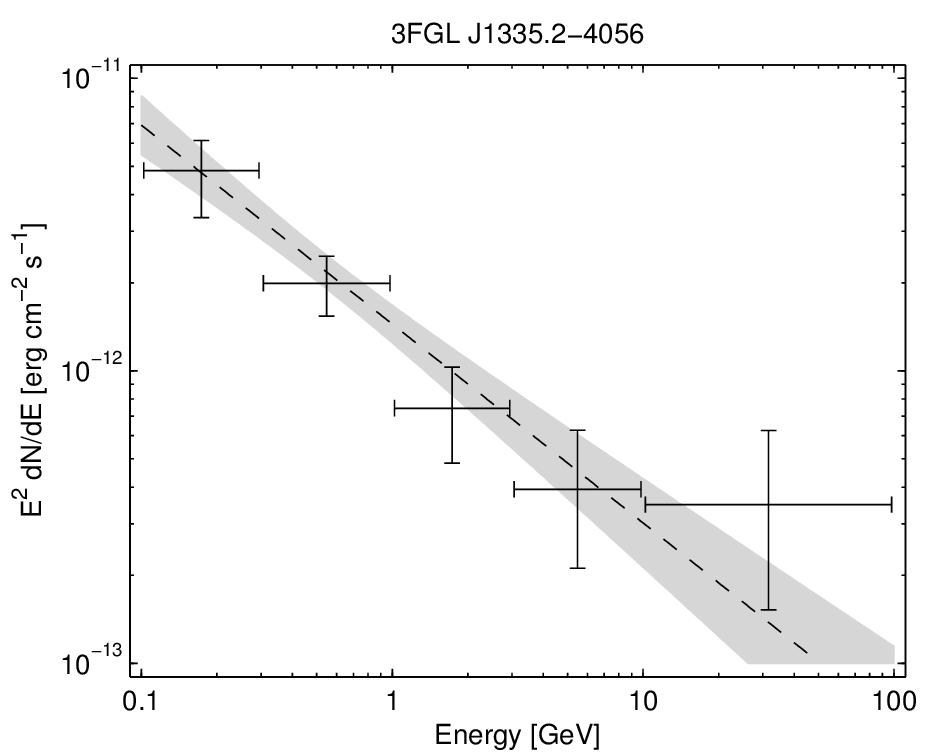 3FGL J1335.2−4056
10⁻¹¹
10⁻¹²
10⁻¹³
E² dN/dE [erg cm⁻² s⁻¹]
0.1 1 10 100
Energy [GeV]